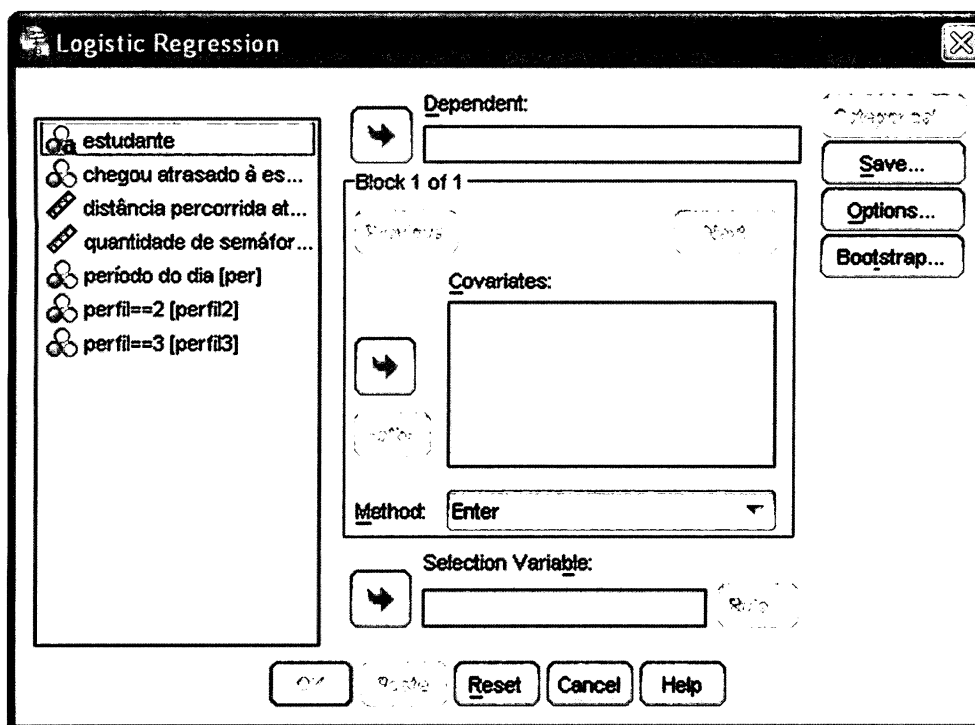 Logistic Regression
estudante
chegou atrasado à es...
distância percorrida at...
quantidade de semáfor...
período do dia [per]
perfil==2 [perfil2]
perfil==3 [perfil3]
Dependent:
Block 1 of 1
Covariates:
Method:
Enter
Selection Variable:
Save...
Options...
Bootstrap...
Reset
Cancel
Help